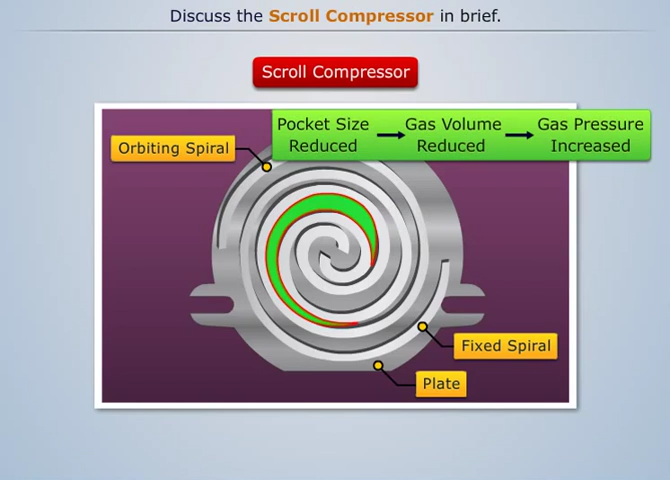 Discuss the Scroll Compressor in brief.
Scroll Compressor
Pocket Size Reduced
Gas Volume Reduced
Gas Pressure Increased
Orbiting Spiral
Fixed Spiral
Plate